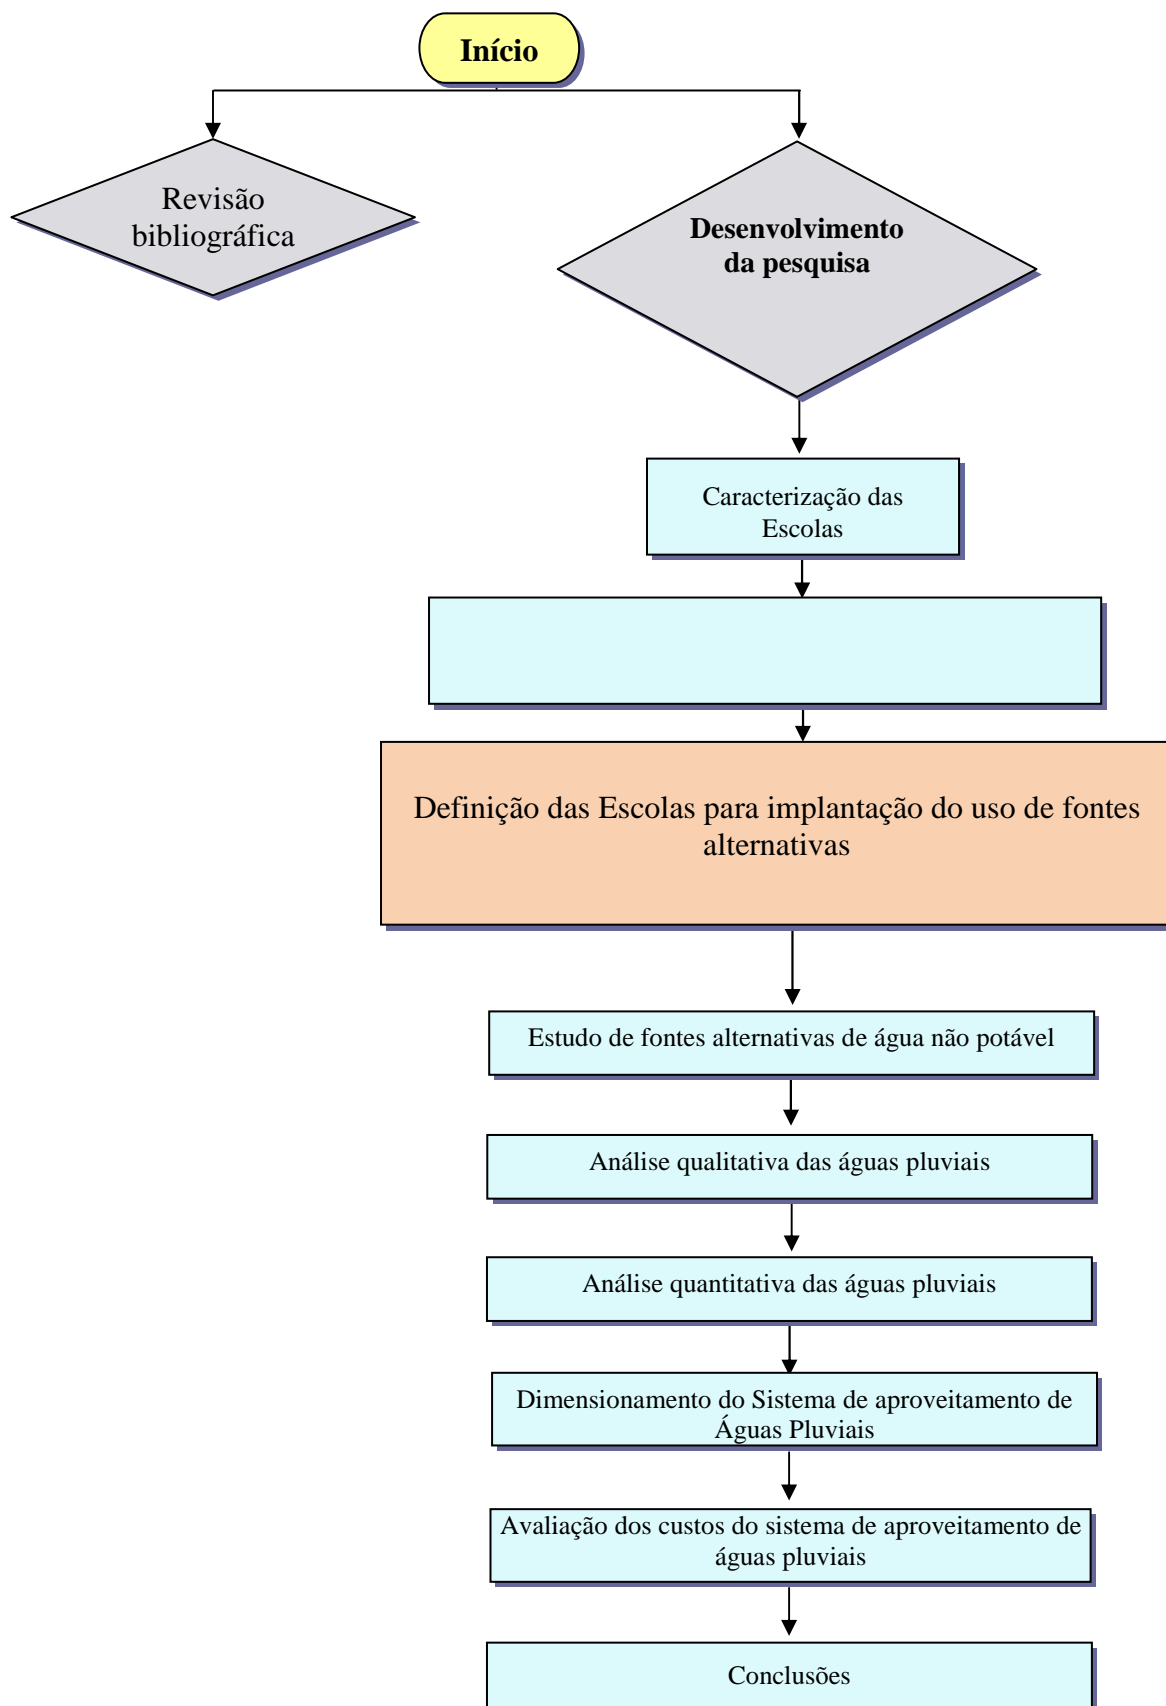 Início
Revisão
bibliográfica
Desenvolvimento
da pesquisa
Caracterização das
Escolas
Definição das Escolas para implantação do uso de fontes
alternativas
Estudo de fontes alternativas de água não potável
Análise qualitativa das águas pluviais
Análise quantitativa das águas pluviais
Dimensionamento do Sistema de aproveitamento de
Águas Pluviais
Avaliação dos custos do sistema de aproveitamento de
águas pluviais
Conclusões